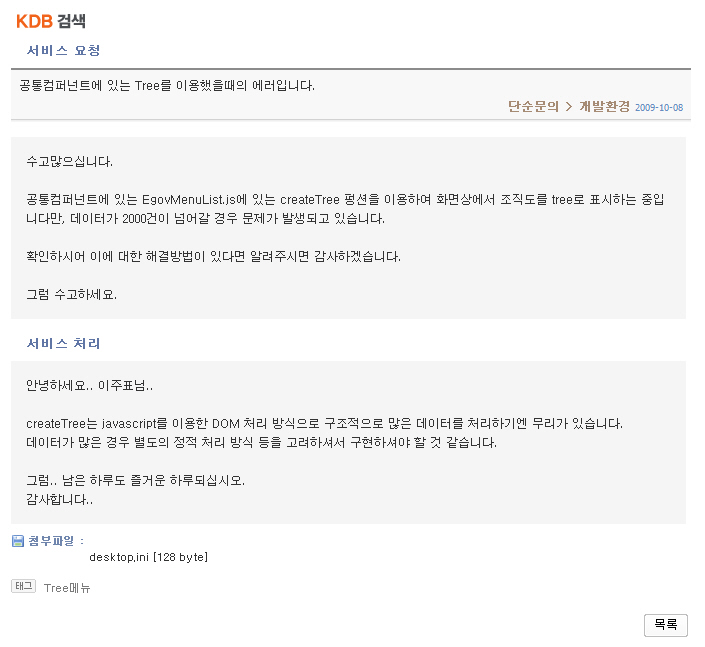 KDB 검색
서비스 요청
공통컴퍼넌트에 있는 Tree를 이용했을때의 에러입니다.
단순문의 > 개발환경 2009-10-08
수고많으십니다.
공통컴퍼넌트에 있는 EgovMenuList.js에 있는 createTree 펑션을 이용하여 화면상에서 조직도를 tree로 표시하는 중입
니다만, 데이터가 2000건이 넘어갈 경우 문제가 발생되고 있습니다.
확인하시어 이에 대한 해결방법이 있다면 알려주시면 감사하겠습니다.
그럼 수고하세요.
서비스 처리
안녕하세요.. 이주표님..
createTree는 javascript를 이용한 DOM 처리 방식으로 구조적으로 많은 데이터를 처리하기엔 무리가 있습니다.
데이터가 많은 경우 별도의 정적 처리 방식 등을 고려하셔서 구현하셔야 할 것 같습니다.
그럼.. 남은 하루도 즐거운 하루되십시오.
감사합니다..
첨부파일 :
desktop.ini [128 byte]
태그 Tree메뉴
목록